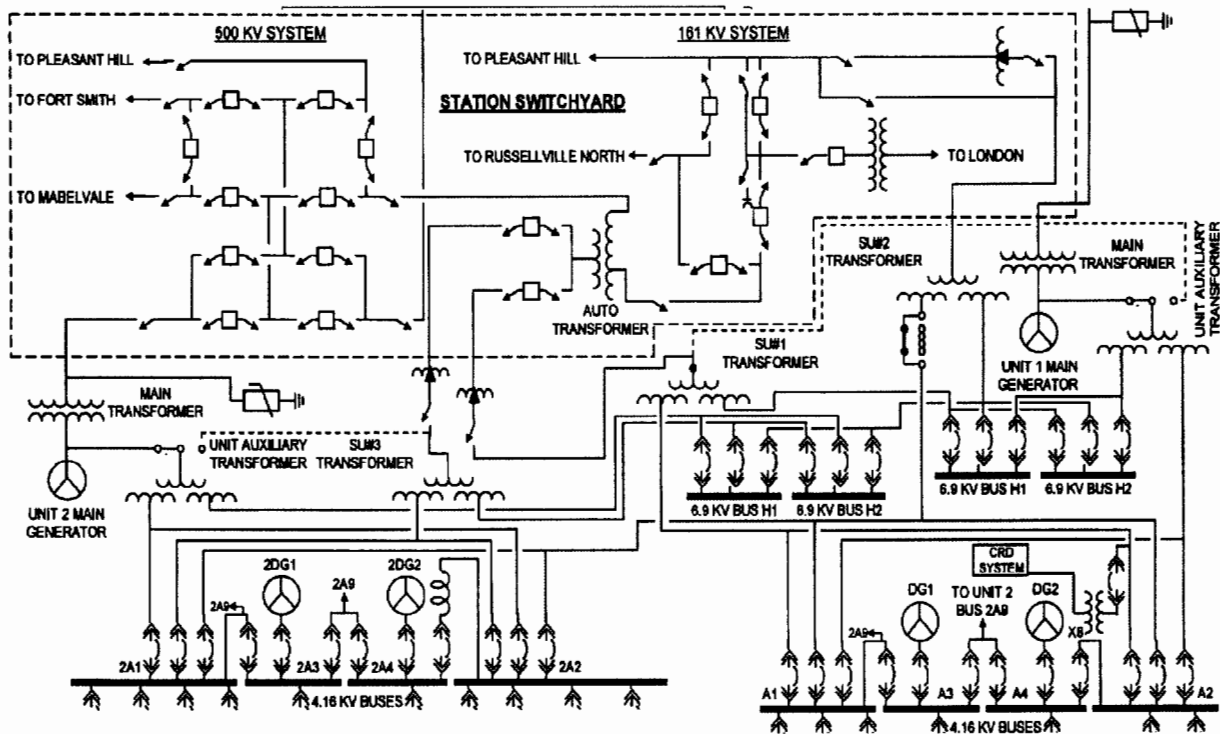 500 KV SYSTEM
161 KV SYSTEM
TO PLEASANT HILL
TO PLEASANT HILL
TO FORT SMITH
STATION SWITCHYARD
TO RUSSELLVILLE NORTH
TO LONDON
TO MABELVALE
SU#2
TRANSFORMER
MAIN
TRANSFORMER
UNIT AUXILIARY
TRANSFORMER
AUTO
TRANSFORMER
SU#1
TRANSFORMER
UNIT 1 MAIN
GENERATOR
MAIN
TRANSFORMER
UNIT AUXILIARY
TRANSFORMER
SU#3
TRANSFORMER
UNIT 2 MAIN
GENERATOR
6.9 KV BUS H1
6.9 KV BUS H2
6.9 KV BUS H1
6.9 KV BUS H2
2DG1
2A9
2DG2
2A9
2A1
2A3
2A4
2A2
4.16 KV BUSES
CRD
SYSTEM
DG1
TO UNIT 2
BUS 2A9
DG2
X8
2A9
A1
A3
A4
A2
4.16 KV BUSES